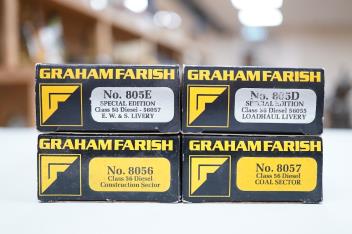 GRAHAM FARISH
No. 805E
SPECIAL EDITION
Class 56 Diesel - 56057
E. W. & S. LIVERY
GRAHAM FARISH
No. 805D
SPECIAL EDITION
Class 56 Diesel 56055
LOADHAUL LIVERY
GRAHAM FARISH
No. 8056
Class 56 Diesel
Construction Sector
GRAHAM FARISH
No. 8057
Class 56 Diesel
COAL SECTOR